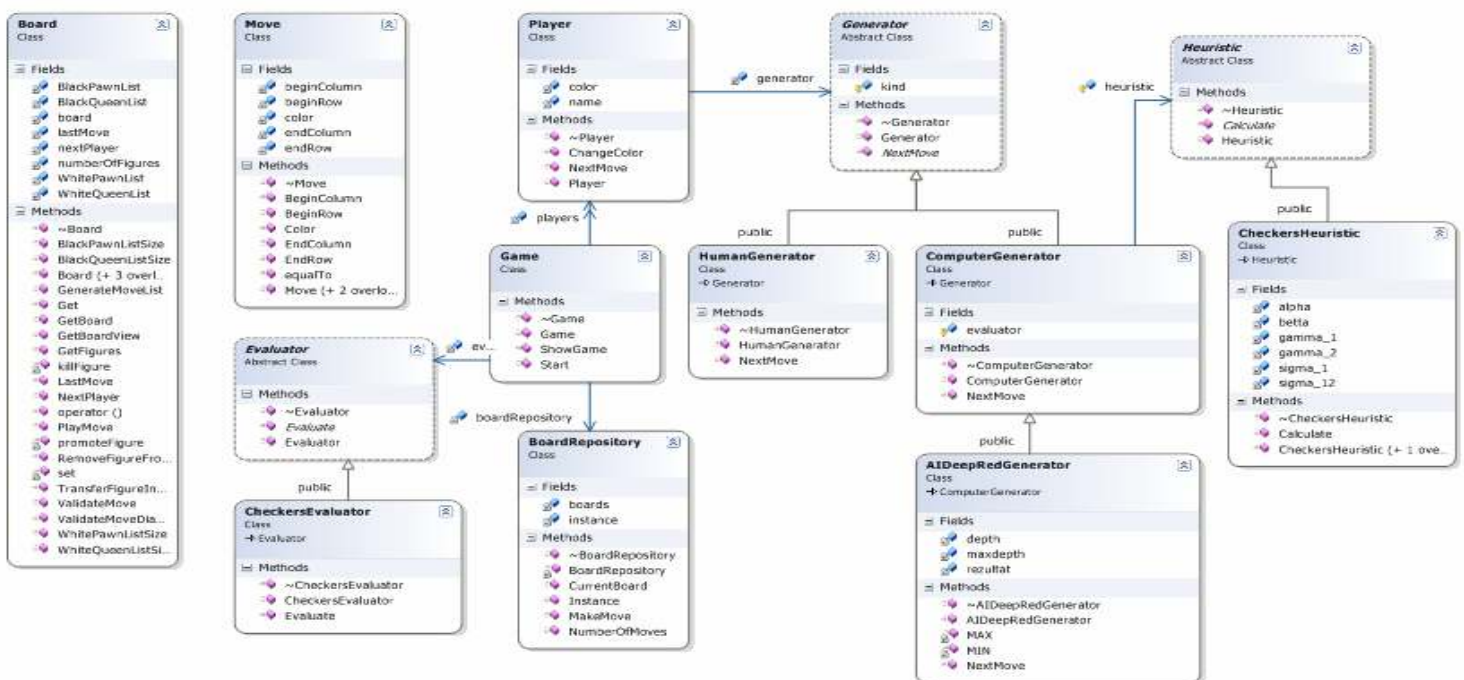 Board
Class
Fields
BlackPawnList
BlackQueenList
board
lastMove
nextPlayer
numberOfFigures
WhitePawnList
WhiteQueenList
Methods
~Board
BlackPawnListSize
BlackQueenListSize
Board (+ 3 overl...
GenerateMoveList
Get
GetBoard
GetBoardView
GetFigures
killFigure
LastMove
NextPlayer
operator ()
PlayMove
promoteFigure
RemoveFigureFro...
set
TransferFigureIn...
ValidateMove
ValidateMoveDia...
WhitePawnListSize
WhiteQueenListSi...
Move
Class
Fields
beginColumn
beginRow
color
endColumn
endRow
Methods
~Move
BeginColumn
BeginRow
Color
EndColumn
EndRow
equalTo
Move (+ 2 overlo...
Evaluator
Abstract Class
Methods
~Evaluator
Evaluate
Evaluator
public
CheckersEvaluator
Class
Evaluator
Methods
~CheckersEvaluator
CheckersEvaluator
Evaluate
Player
Class
Fields
color
name
Methods
~Player
ChangeColor
NextMove
Player
players
Game
Class
Methods
~Game
Game
ShowGame
Start
ev...
boardRepository
BoardRepository
Class
Fields
boards
instance
Methods
~BoardRepository
BoardRepository
CurrentBoard
Instance
MakeMove
NumberOfMoves
generator
Generator
Abstract Class
Fields
kind
Methods
~Generator
Generator
NextMove
public
public
HumanGenerator
Class
Generator
Methods
~HumanGenerator
HumanGenerator
NextMove
ComputerGenerator
Class
Generator
Fields
evaluator
Methods
~ComputerGenerator
ComputerGenerator
NextMove
public
AIDeepRedGenerator
Class
ComputerGenerator
Fields
depth
maxdepth
rezultat
Methods
~AIDeepRedGenerator
AIDeepRedGenerator
MAX
MIN
NextMove
heuristic
Heuristic
Abstract Class
Methods
~Heuristic
Calculate
Heuristic
public
CheckersHeuristic
Class
Heuristic
Fields
alpha
betta
gamma_1
gamma_2
sigma_1
sigma_12
Methods
~CheckersHeuristic
Calculate
CheckersHeuristic (+ 1 ove...